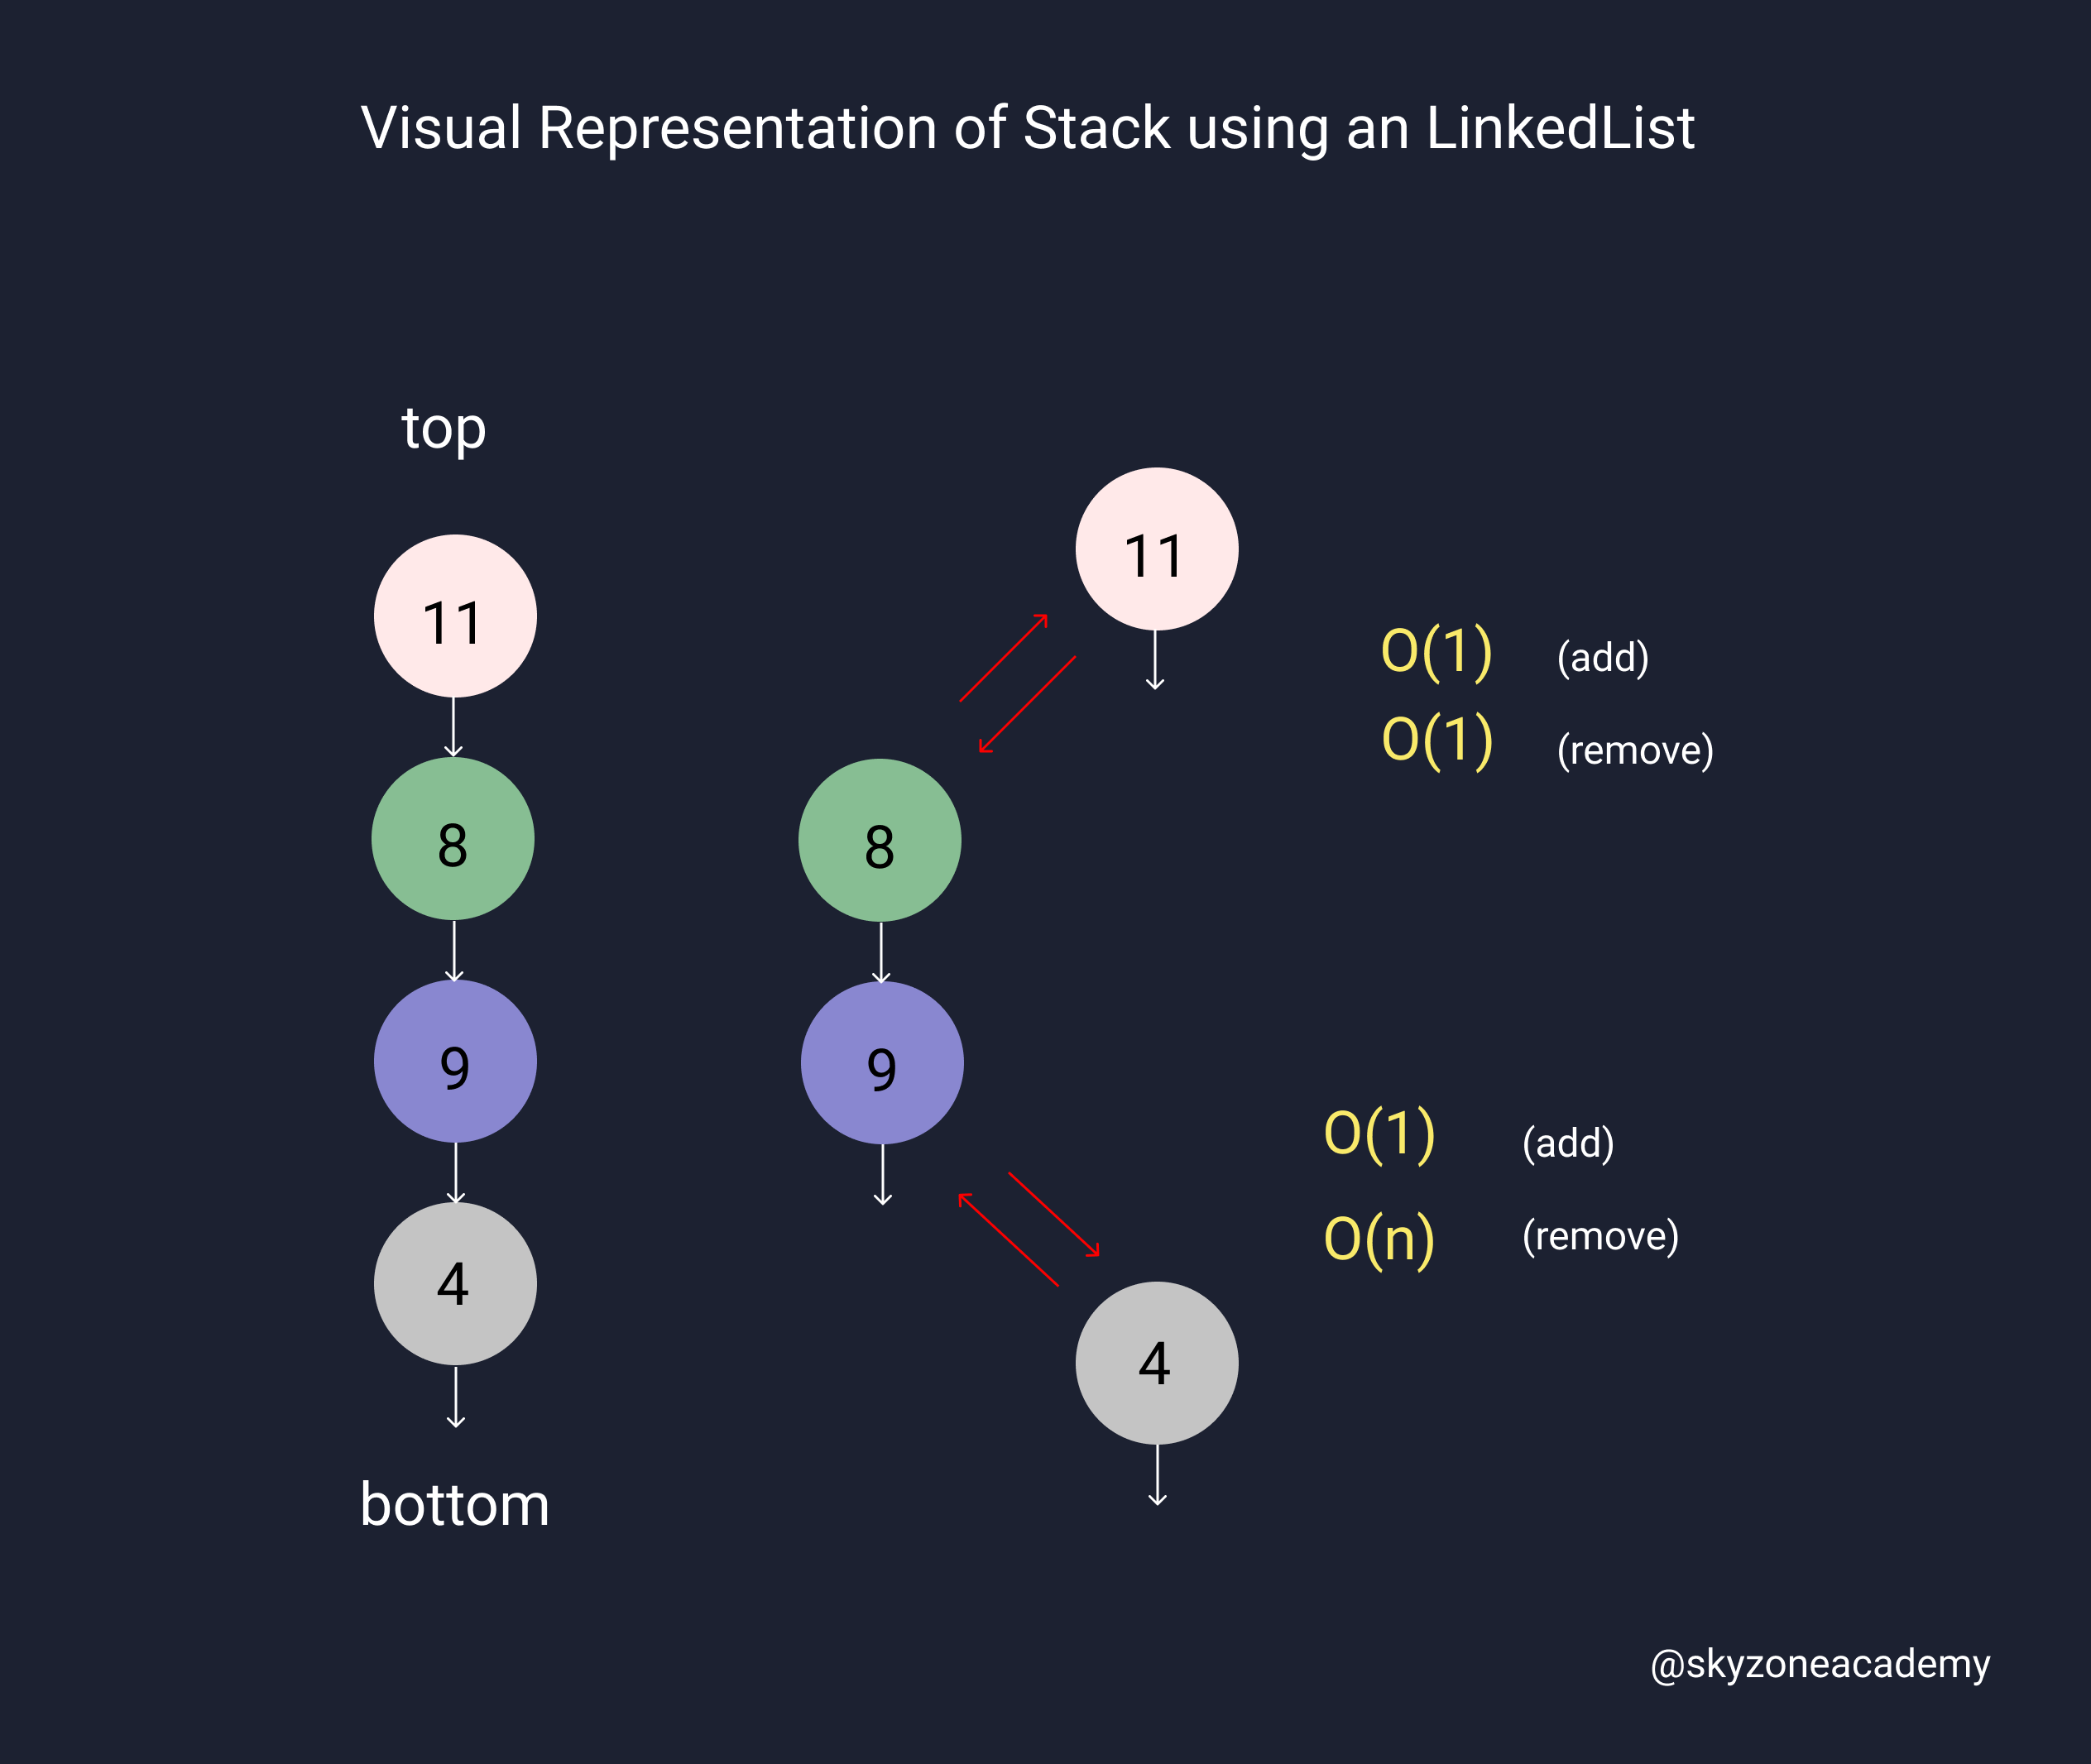 Visual Representation of Stack using an LinkedList
top
11
8
9
4
bottom
11
8
9
4
O(1) (add)
O(1) (remove)
O(1) (add)
O(n) (remove)
@skyzoneacademy